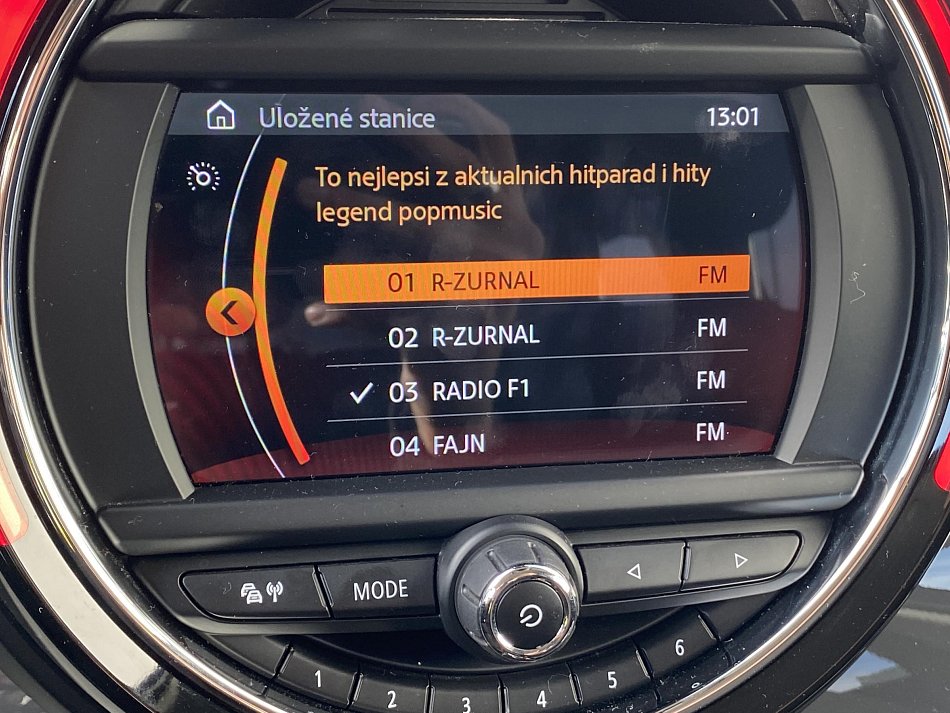 Uložené stanice 13:01
To nejlepsi z aktualnich hitparad i hity
legend popmusic
01 R-ZURNAL FM
02 R-ZURNAL FM
03 RADIO F1 FM
04 FAJN FM
MODE
1 2 3 4 5 6